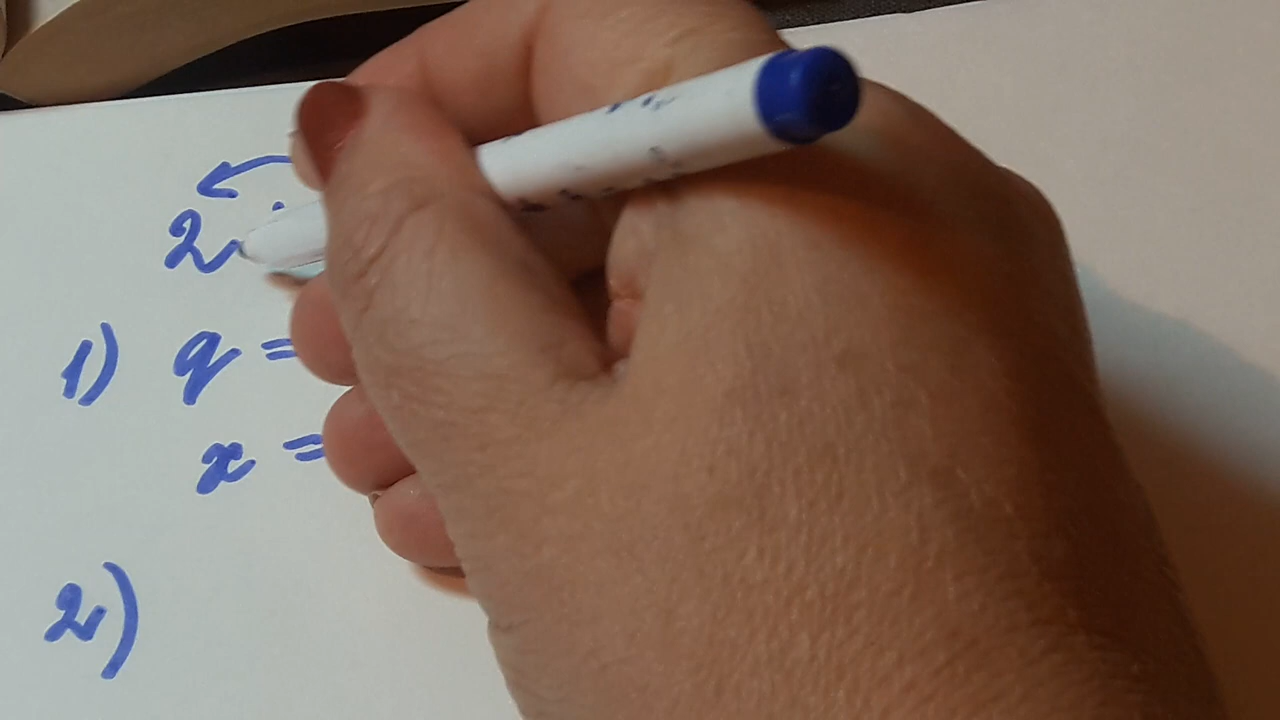 2
1) q =
x =
2)